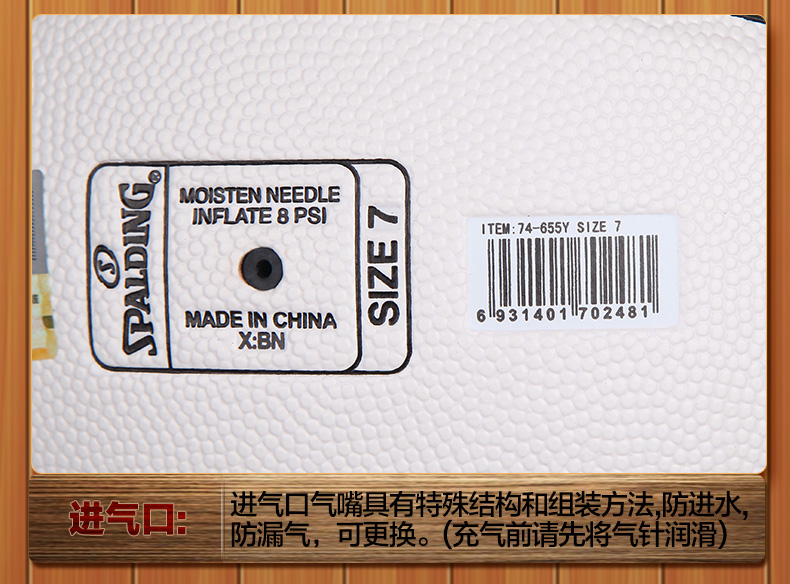 SPALDING®
MOISTEN NEEDLE
INFLATE 8 PSI
MADE IN CHINA
X:BN
SIZE 7
ITEM:74-655Y SIZE 7
6 931401 702481
进气口:
进气口气嘴具有特殊结构和组装方法,防进水,
防漏气，可更换。(充气前请先将气针润滑)